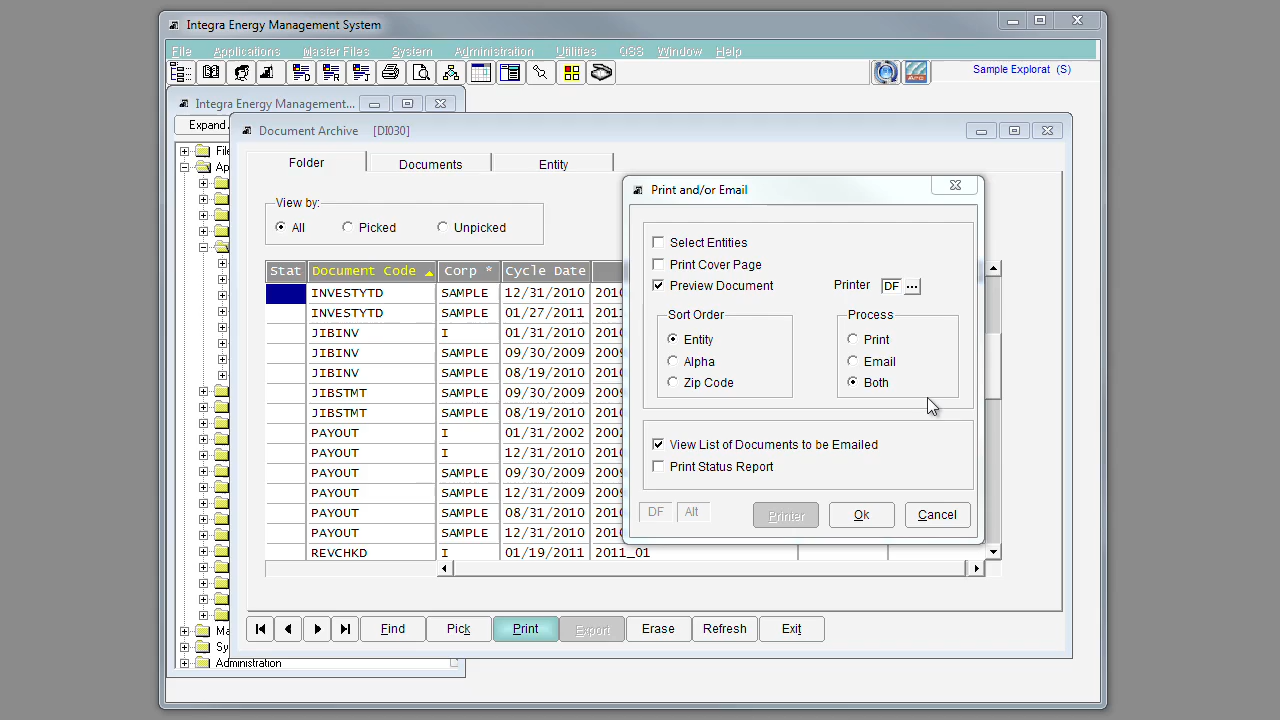 Integra Energy Management System
File Applications Master Files System Administration Utilities QSS Window Help
Arc
Sample Explorat (S)
Integra Energy Management...
Expand
Document Archive [DI030]
Folder Documents Entity
View by:
All Picked Unpicked
Stat Document Code Corp * Cycle Date
INVESTYTD SAMPLE 12/31/2010 2010
INVESTYTD SAMPLE 01/27/2011 2011
JIBINV I 01/31/2010 2010
JIBINV SAMPLE 09/30/2009 2009
JIBINV SAMPLE 08/19/2010 2010
JIBSTMT SAMPLE 09/30/2009 2009
JIBSTMT SAMPLE 08/19/2010 2010
PAYOUT I 01/31/2002 2002
PAYOUT I 12/31/2010 2010
PAYOUT SAMPLE 09/30/2009 2009
PAYOUT SAMPLE 12/31/2009 2009
PAYOUT SAMPLE 08/31/2010 2010
PAYOUT SAMPLE 12/31/2010 2010
REVCHKD I 01/19/2011 2011_01
Print and/or Email
Select Entities
Print Cover Page
Preview Document
Printer DF ...
Sort Order
Entity
Alpha
Zip Code
Process
Print
Email
Both
View List of Documents to be Emailed
Print Status Report
DF Alt Printer Ok Cancel
Find Pick Print Export Erase Refresh Exit
Administration